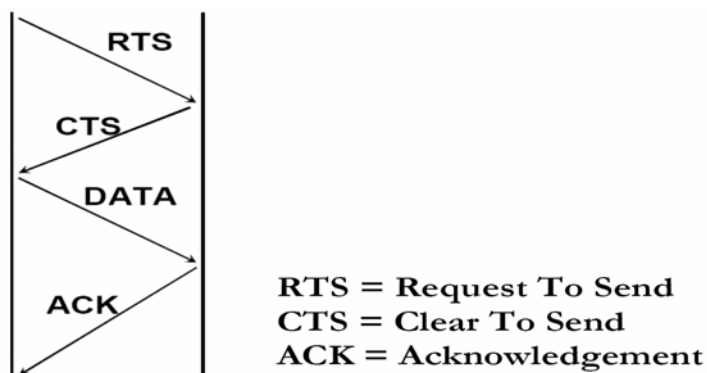 RTS
CTS
DATA
ACK
RTS = Request To Send
CTS = Clear To Send
ACK = Acknowledgement